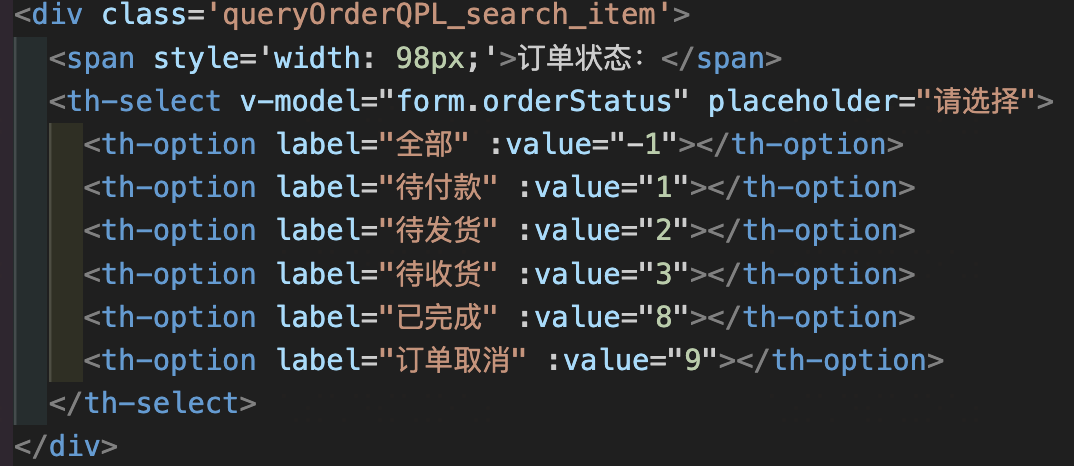 <div class='queryOrderQPL_search_item'>
<span style='width: 98px;'>订单状态：</span>
<th-select v-model="form.orderStatus" placeholder="请选择">
<th-option label="全部" :value="-1"></th-option>
<th-option label="待付款" :value="1"></th-option>
<th-option label="待发货" :value="2"></th-option>
<th-option label="待收货" :value="3"></th-option>
<th-option label="已完成" :value="8"></th-option>
<th-option label="订单取消" :value="9"></th-option>
</th-select>
</div>